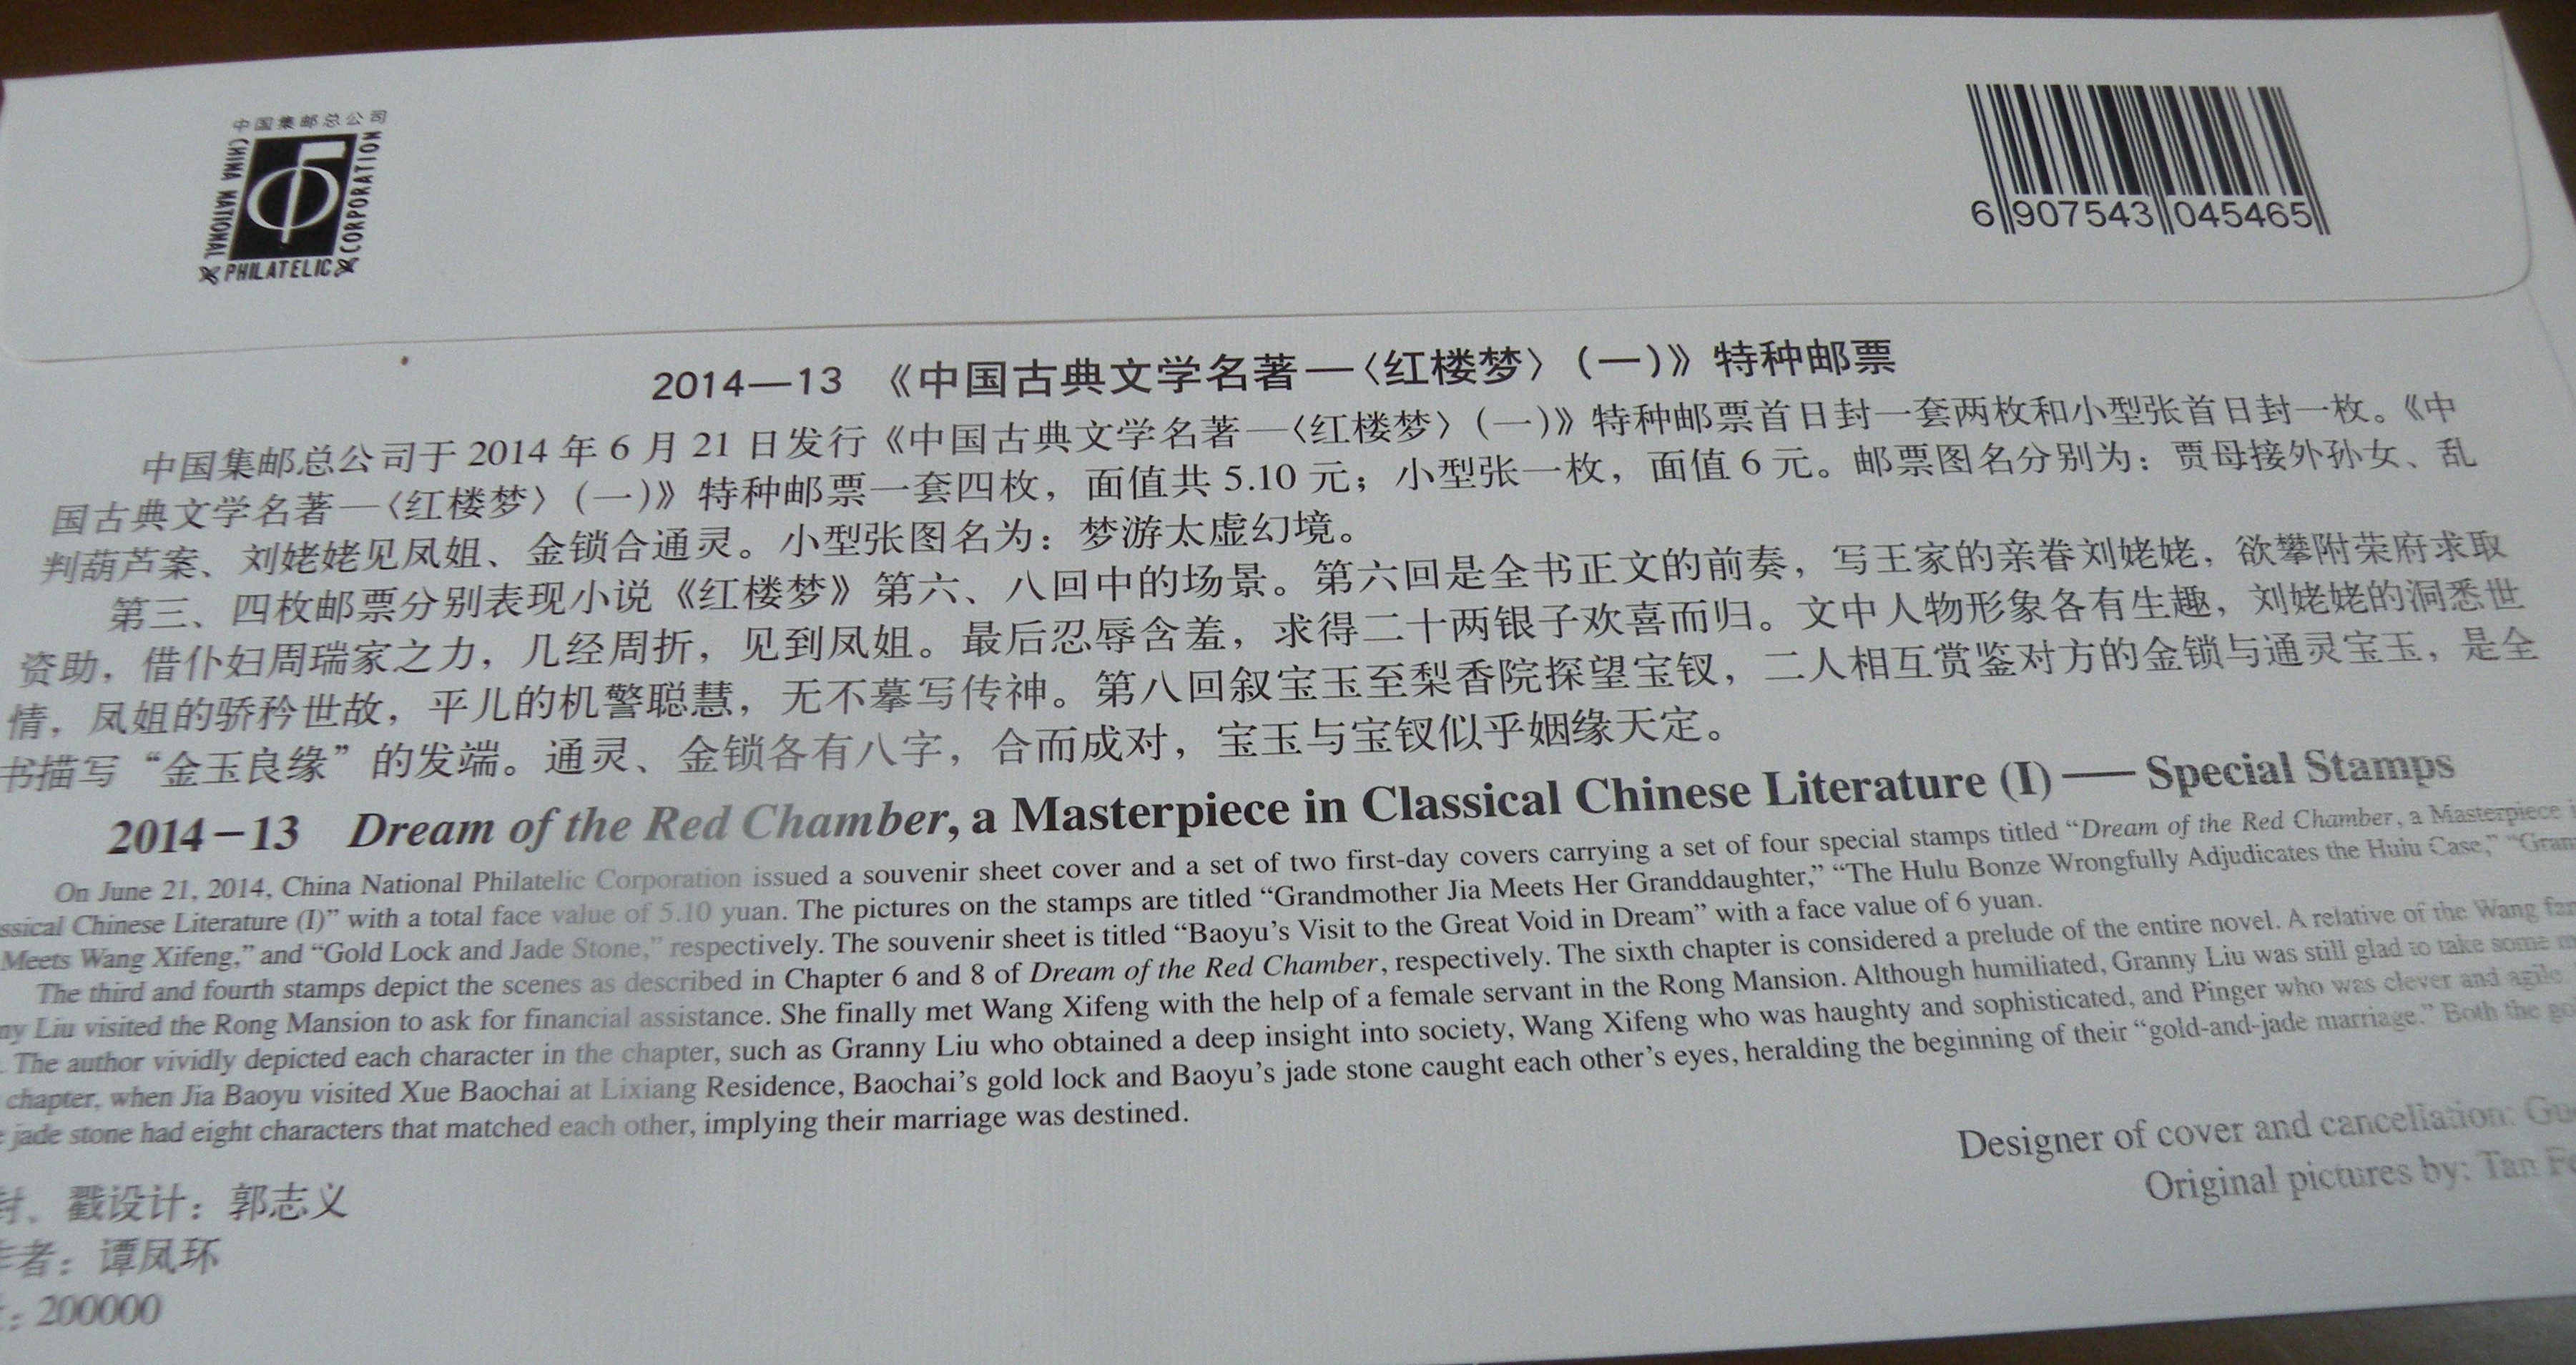 中国集邮总公司
CHINA NATIONAL
PHILATELIC
CORPORATION
6 907543 045465
2014—13 《中国古典文学名著—〈红楼梦〉(一)》特种邮票
中国集邮总公司于 2014 年 6 月 21 日发行《中国古典文学名著—〈红楼梦〉(一)》特种邮票首日封一套两枚和小型张首日封一枚。《中
国古典文学名著—〈红楼梦〉(一)》特种邮票一套四枚，面值共 5.10 元；小型张一枚，面值 6 元。邮票图名分别为：贾母接外孙女、乱
判葫芦案、刘姥姥见凤姐、金锁合通灵。小型张图名为：梦游太虚幻境。
第三、四枚邮票分别表现小说《红楼梦》第六、八回中的场景。第六回是全书正文的前奏，写王家的亲眷刘姥姥，欲攀附荣府求取
资助，借仆妇周瑞家之力，几经周折，见到凤姐。最后忍辱含羞，求得二十两银子欢喜而归。文中人物形象各有生趣，刘姥姥的洞悉世
情，凤姐的骄矜世故，平儿的机警聪慧，无不摹写传神。第八回叙宝玉至梨香院探望宝钗，二人相互赏鉴对方的金锁与通灵宝玉，是全
书描写“金玉良缘”的发端。通灵、金锁各有八字，合而成对，宝玉与宝钗似乎姻缘天定。
2014－13 Dream of the Red Chamber, a Masterpiece in Classical Chinese Literature (I) — Special Stamps
On June 21, 2014, China National Philatelic Corporation issued a souvenir sheet cover and a set of two first-day covers carrying a set of four special stamps titled “Dream of the Red Chamber, a Masterpiece
ssical Chinese Literature (I)” with a total face value of 5.10 yuan. The pictures on the stamps are titled “Grandmother Jia Meets Her Granddaughter,” “The Hulu Bonze Wrongfully Adjudicates the Hulu Case,” “Gran
Meets Wang Xifeng,” and “Gold Lock and Jade Stone,” respectively. The souvenir sheet is titled “Baoyu’s Visit to the Great Void in Dream” with a face value of 6 yuan.
The third and fourth stamps depict the scenes as described in Chapter 6 and 8 of Dream of the Red Chamber, respectively. The sixth chapter is considered a prelude of the entire novel. A relative of the Wang
ny Liu visited the Rong Mansion to ask for financial assistance. She finally met Wang Xifeng with the help of a female servant in the Rong Mansion. Although humiliated, Granny Liu was still glad to take some
. The author vividly depicted each character in the chapter, such as Granny Liu who obtained a deep insight into society, Wang Xifeng who was haughty and sophisticated, and Pinger who was clever and agile.
chapter, when Jia Baoyu visited Xue Baochai at Lixiang Residence, Baochai’s gold lock and Baoyu’s jade stone caught each other’s eyes, heralding the beginning of their “gold-and-jade marriage.” Both the
jade stone had eight characters that matched each other, implying their marriage was destined.
Designer of cover and cancellation:
Original pictures by: Tan
封、戳设计：郭志义
作者：谭凤环
：200000